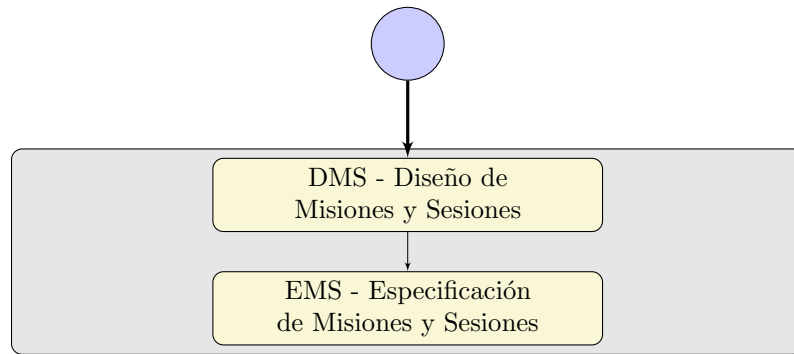 DMS - Diseño de
Misiones y Sesiones
EMS - Especificación
de Misiones y Sesiones